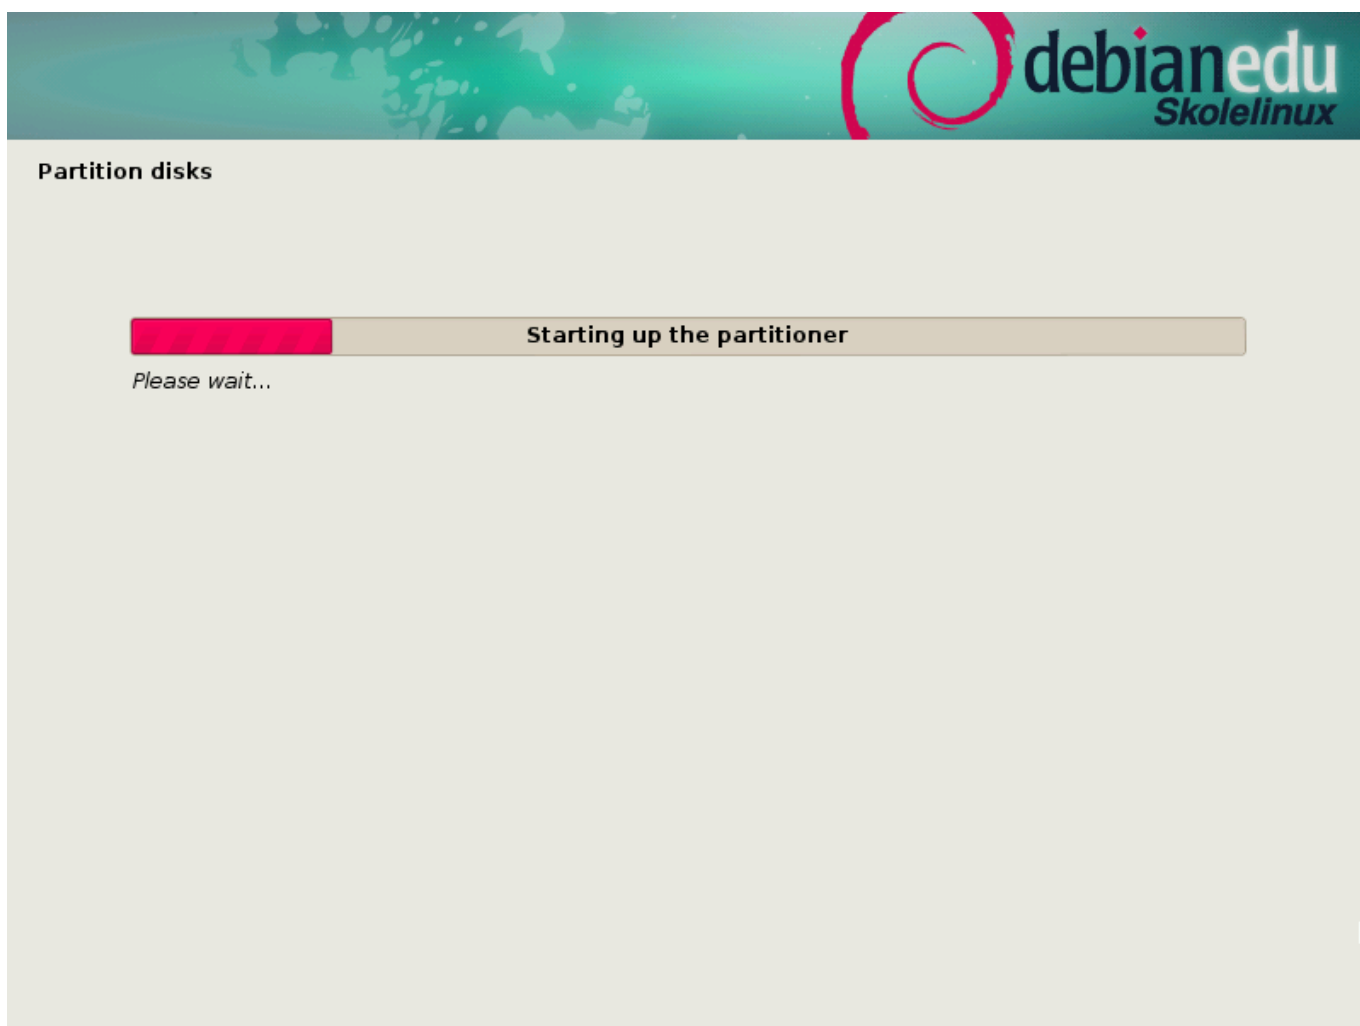 debianedu
Skolelinux
Partition disks
Starting up the partitioner
Please wait...